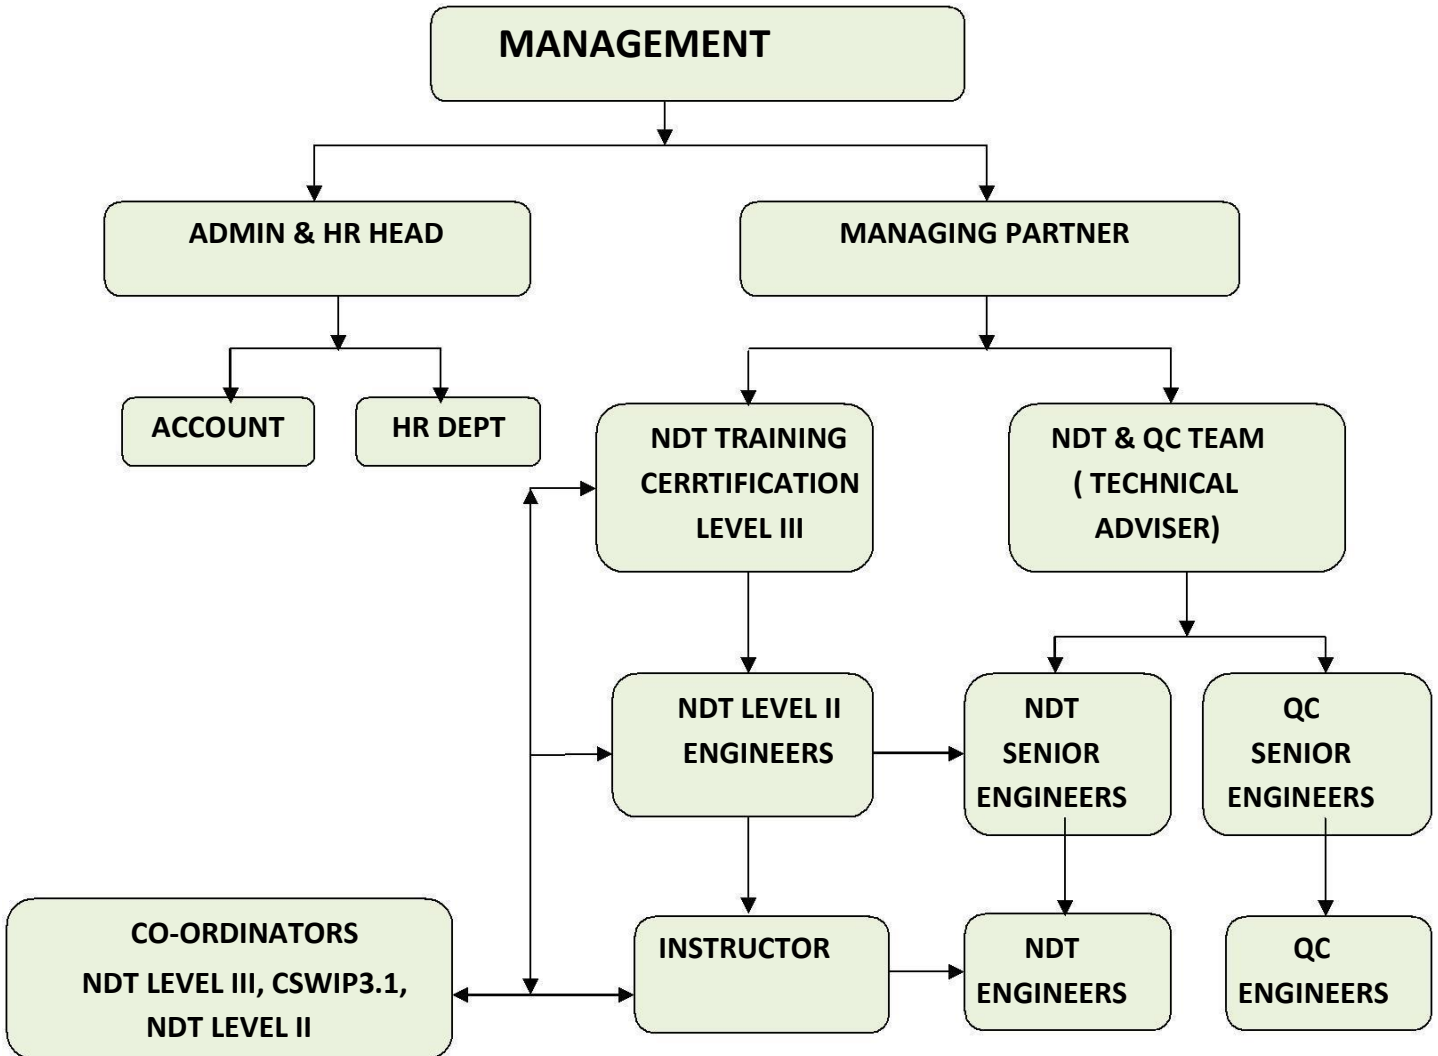 MANAGEMENT
ADMIN & HR HEAD
MANAGING PARTNER
ACCOUNT
HR DEPT
NDT TRAINING
CERRTIFICATION
LEVEL III
NDT & QC TEAM
( TECHNICAL
ADVISER)
NDT LEVEL II
ENGINEERS
NDT
SENIOR
ENGINEERS
QC
SENIOR
ENGINEERS
CO-ORDINATORS
NDT LEVEL III, CSWIP3.1,
NDT LEVEL II
INSTRUCTOR
NDT
ENGINEERS
QC
ENGINEERS